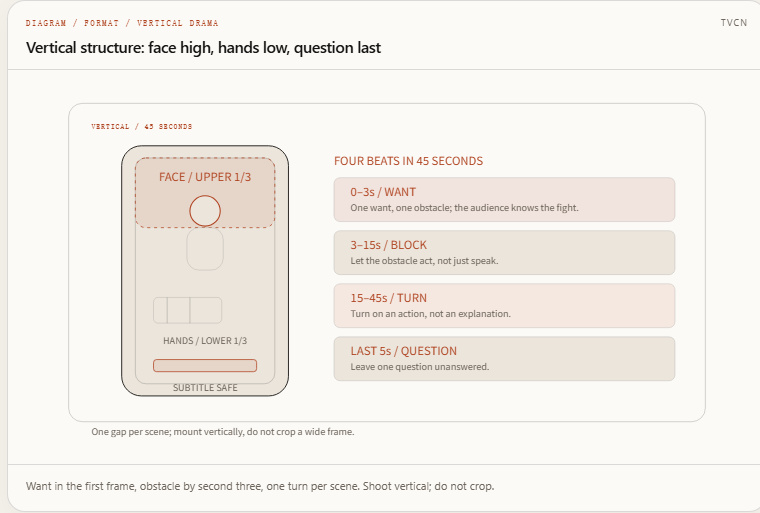 DIAGRAM / FORMAT / VERTICAL DRAMA
TVCN
Vertical structure: face high, hands low, question last
VERTICAL / 45 SECONDS
FACE / UPPER 1/3
HANDS / LOWER 1/3
SUBTITLE SAFE
FOUR BEATS IN 45 SECONDS
0–3s / WANT
One want, one obstacle; the audience knows the fight.
3–15s / BLOCK
Let the obstacle act, not just speak.
15–45s / TURN
Turn on an action, not an explanation.
LAST 5s / QUESTION
Leave one question unanswered.
One gap per scene; mount vertically, do not crop a wide frame.
Want in the first frame, obstacle by second three, one turn per scene. Shoot vertical; do not crop.